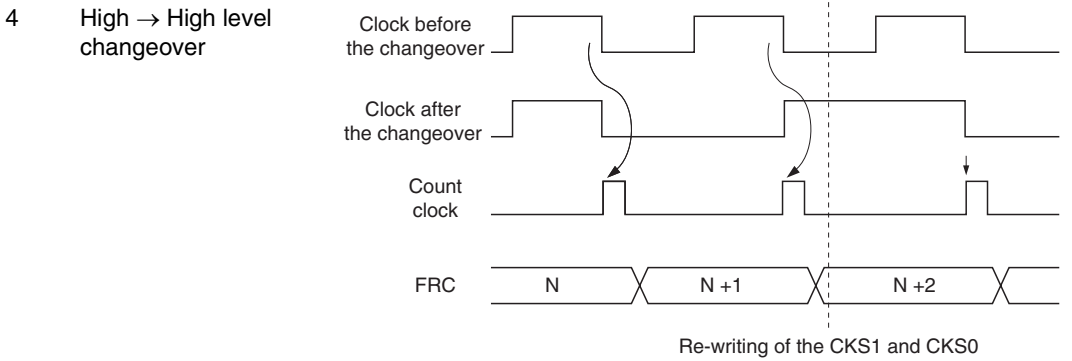 4 High → High level
changeover
Clock before
the changeover
Clock after
the changeover
Count
clock
FRC N N +1 N +2
Re-writing of the CKS1 and CKS0